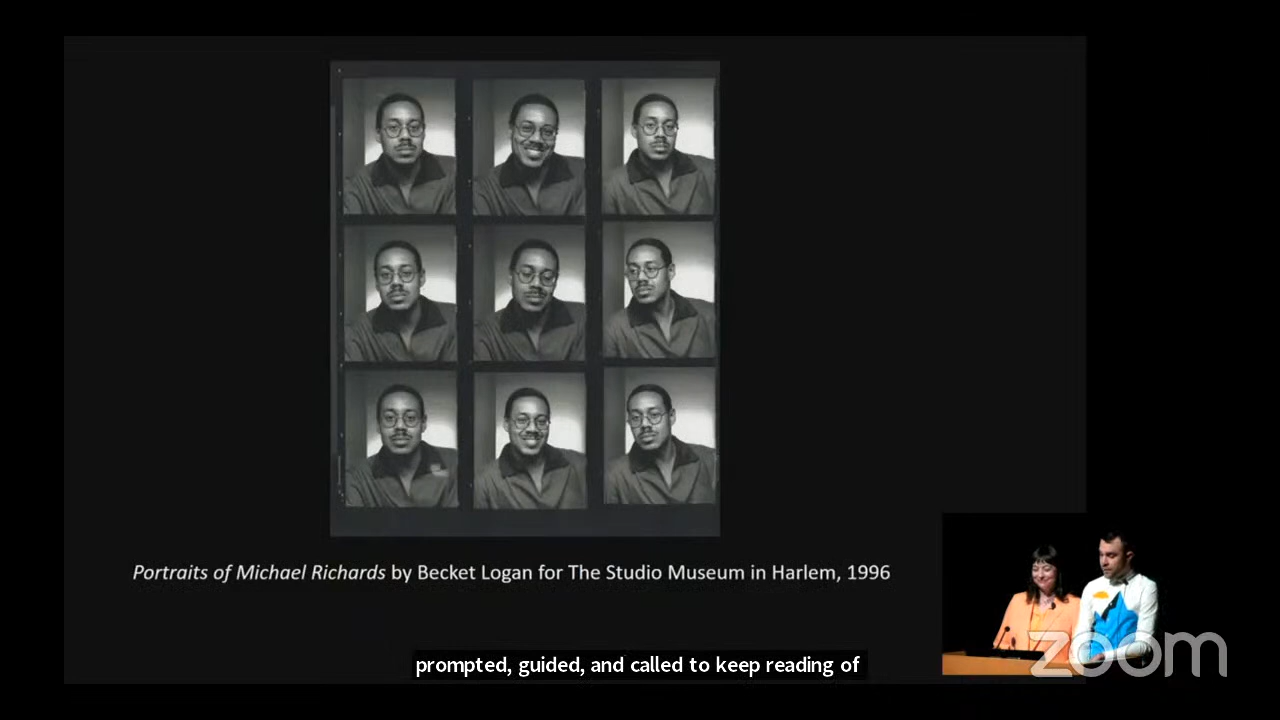 Portraits of Michael Richards by Becket Logan for The Studio Museum in Harlem, 1996
prompted, guided, and called to keep reading of
zoom